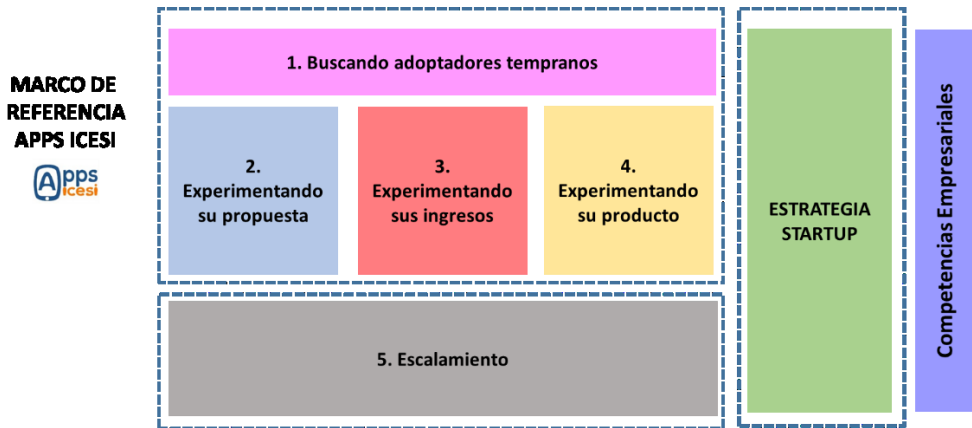 MARCO DE
REFERENCIA
APPS ICESI
Apps
icesi
1. Buscando adoptadores tempranos
2.
Experimentando
su propuesta
3.
Experimentando
sus ingresos
4.
Experimentando
su producto
5. Escalamiento
ESTRATEGIA
STARTUP
Competencias Empresariales